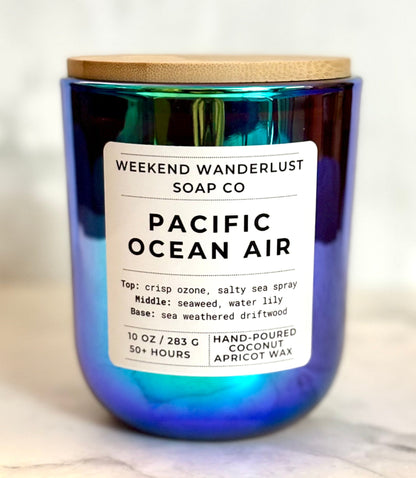 WEEKEND WANDERLUST
SOAP CO
PACIFIC
OCEAN AIR
Top: crisp ozone, salty sea spray
Middle: seaweed, water lily
Base: sea weathered driftwood
10 OZ / 283 G
50+ HOURS
HAND-POURED
COCONUT
APRICOT WAX